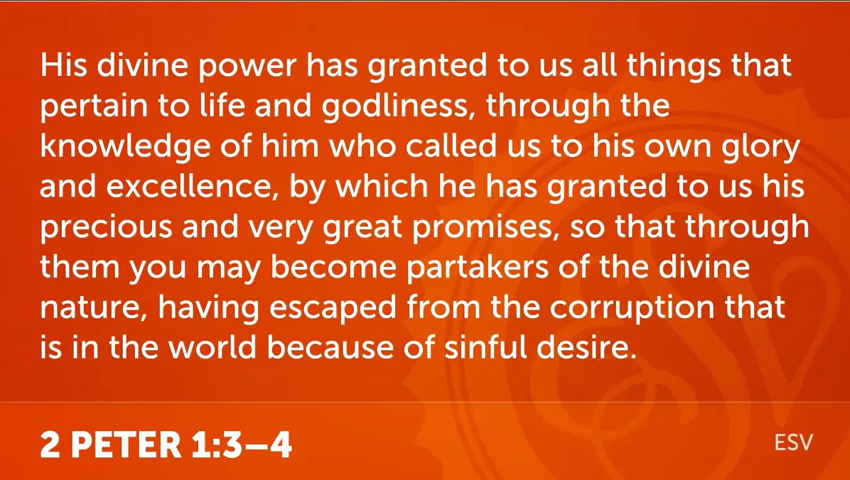 His divine power has granted to us all things that
pertain to life and godliness, through the
knowledge of him who called us to his own glory
and excellence, by which he has granted to us his
precious and very great promises, so that through
them you may become partakers of the divine
nature, having escaped from the corruption that
is in the world because of sinful desire.
2 PETER 1:3–4
ESV